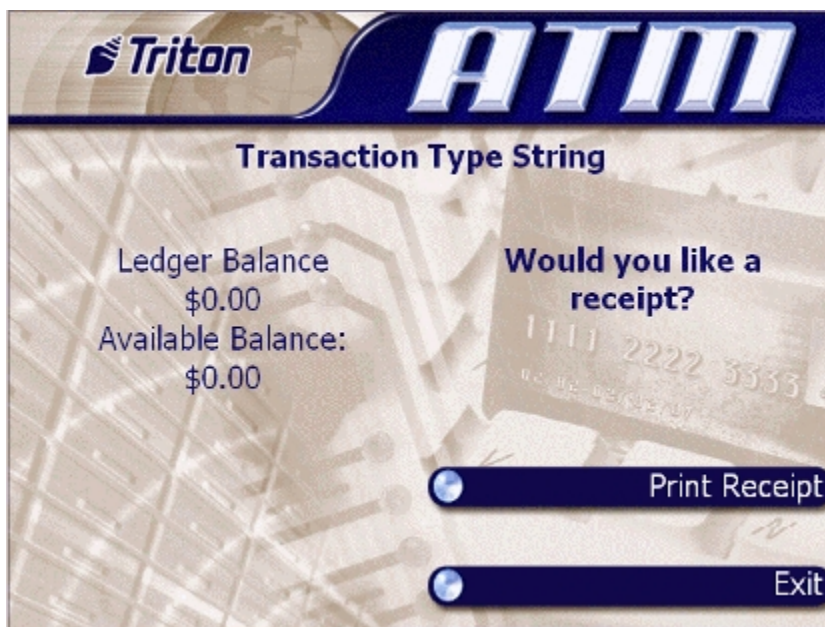 Triton
ATM
Transaction Type String
Ledger Balance
$0.00
Available Balance:
$0.00
Would you like a
receipt?
1111 2222 3333
Print Receipt
Exit